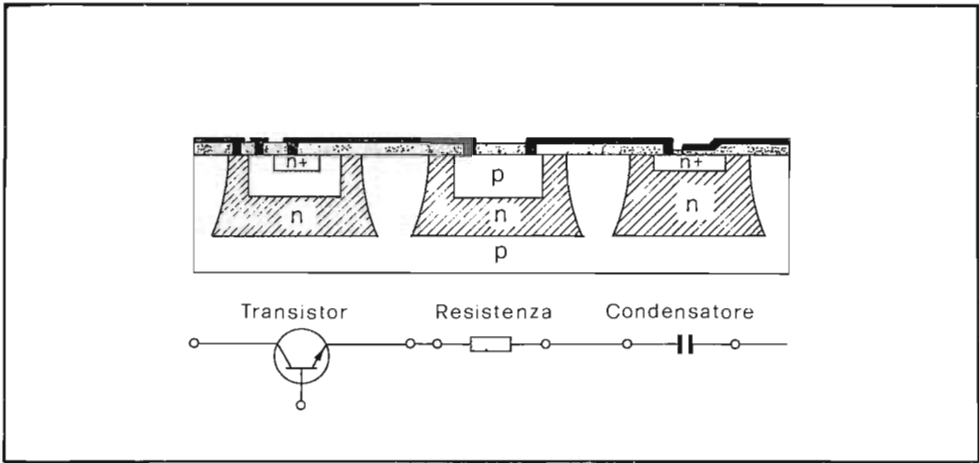 n+ n+
p
n n n
p
Transistor Resistenza Condensatore